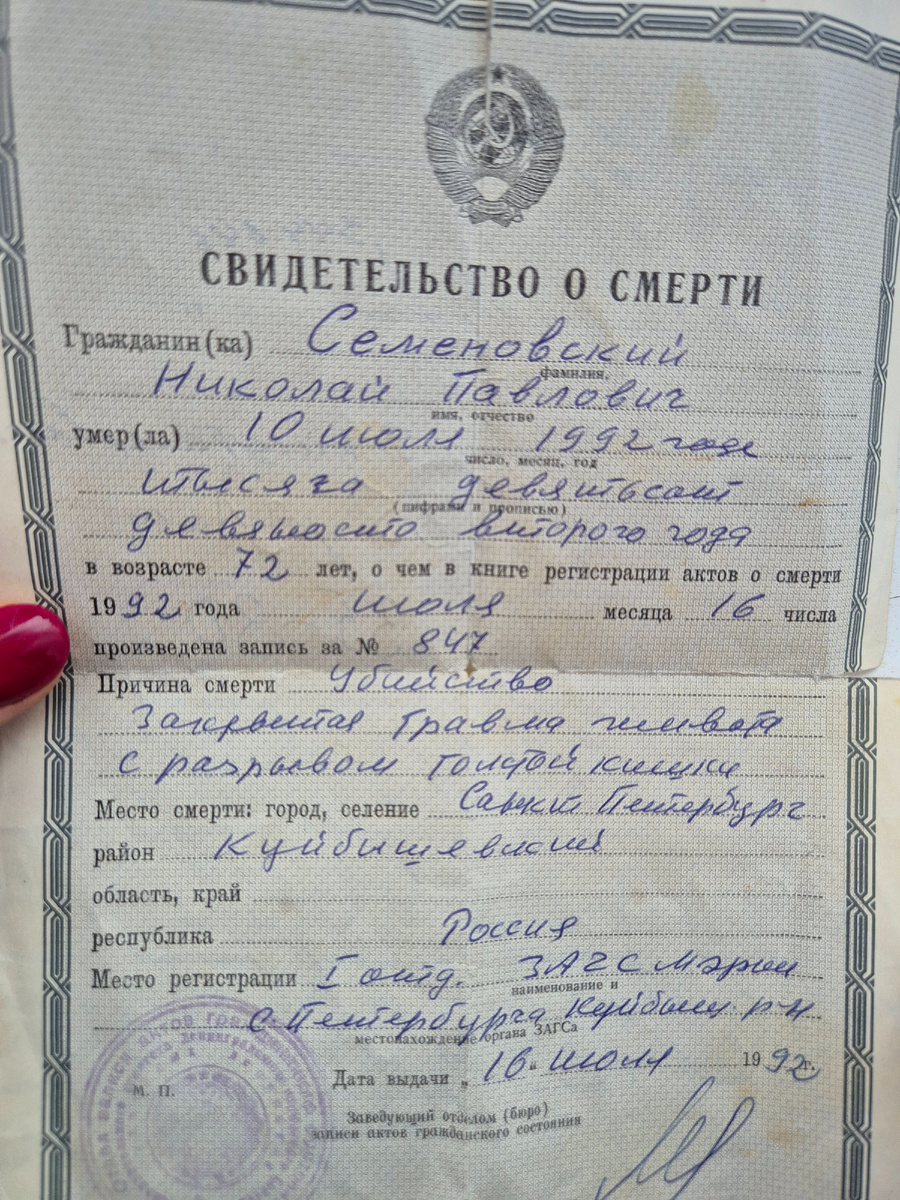 СВИДЕТЕЛЬСТВО О СМЕРТИ
Гражданин(ка) Семеновский
фамилия,
Николай Павлович
имя, отчество
умер(ла) 10 июля 1992 года
число, месяц, год
тысяча девятьсот
(цифрами и прописью)
девяносто второго года
в возрасте 72 лет, о чем в книге регистрации актов о смерти
1992 года июля месяца 16 числа
произведена запись за № 847
Причина смерти Убийство
Закрытая травма живота
с разрывом толстой кишки
Место смерти: город, селение Санкт Петербург
район Куйбышевский
область, край
республика Россия
Место регистрации I отд. ЗАГС мэрии
наименование и
С Петербурга Куйбыш. р-н
местонахождение органа ЗАГСа
Дата выдачи „16" июля 1992 г.
М. П.
Заведующий отделом (бюро)
записи актов гражданского состояния